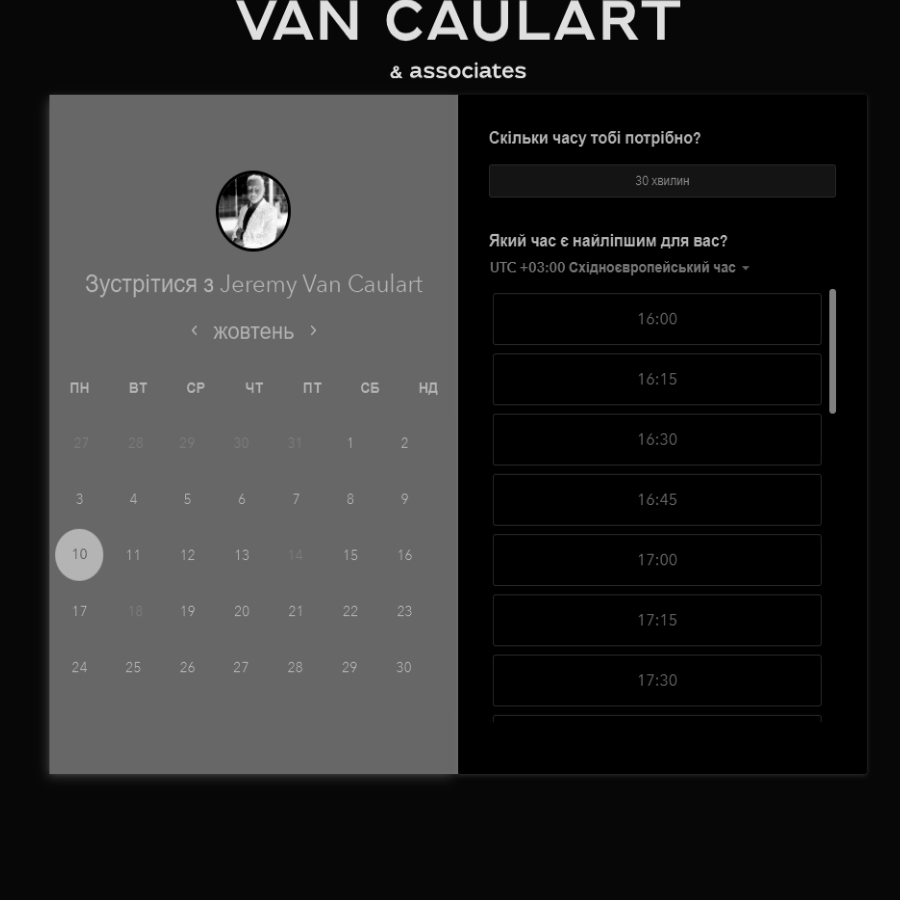 VAN CAULART
& associates
Зустрітися з Jeremy Van Caulart
жовтень
ПН ВТ СР ЧТ ПТ СБ НД
27 28 29 30 31 1 2
3 4 5 6 7 8 9
10 11 12 13 14 15 16
17 18 19 20 21 22 23
24 25 26 27 28 29 30
Скільки часу тобі потрібно?
30 хвилин
Який час є найліпшим для вас?
UTC +03:00 Східноєвропейський час
16:00
16:15
16:30
16:45
17:00
17:15
17:30